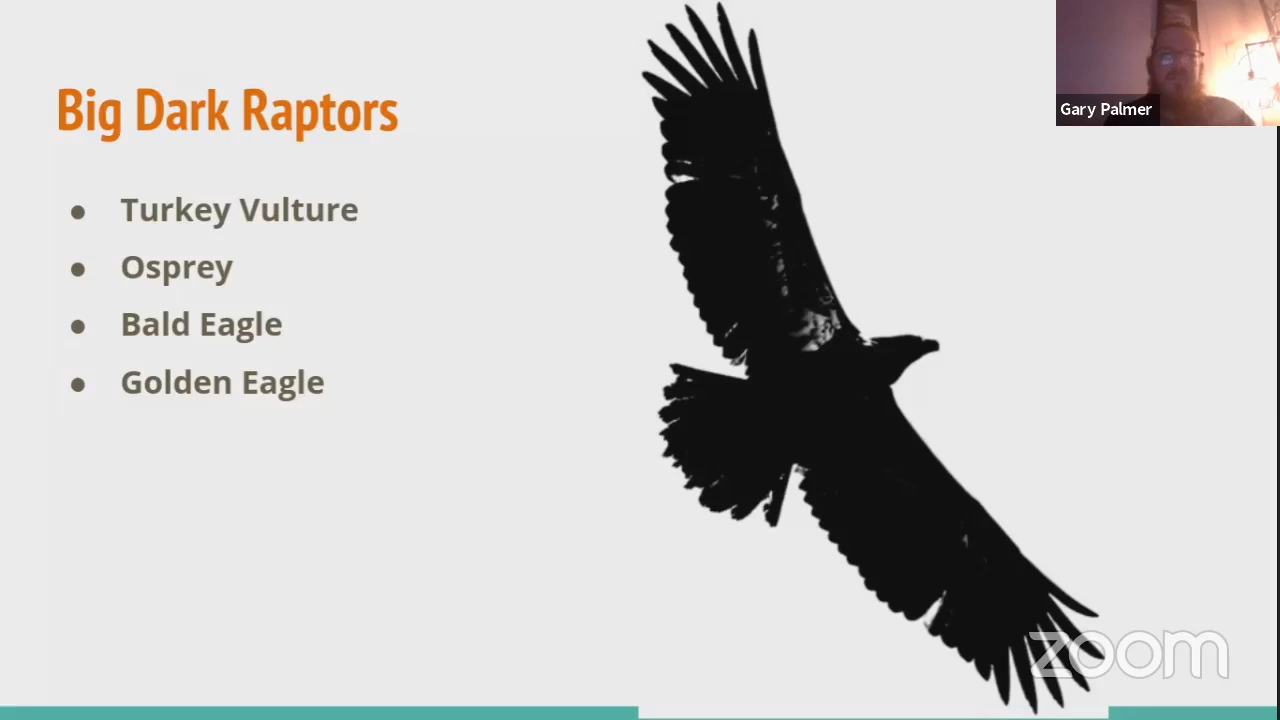 Big Dark Raptors
Gary Palmer
● Turkey Vulture
● Osprey
● Bald Eagle
● Golden Eagle
zoom